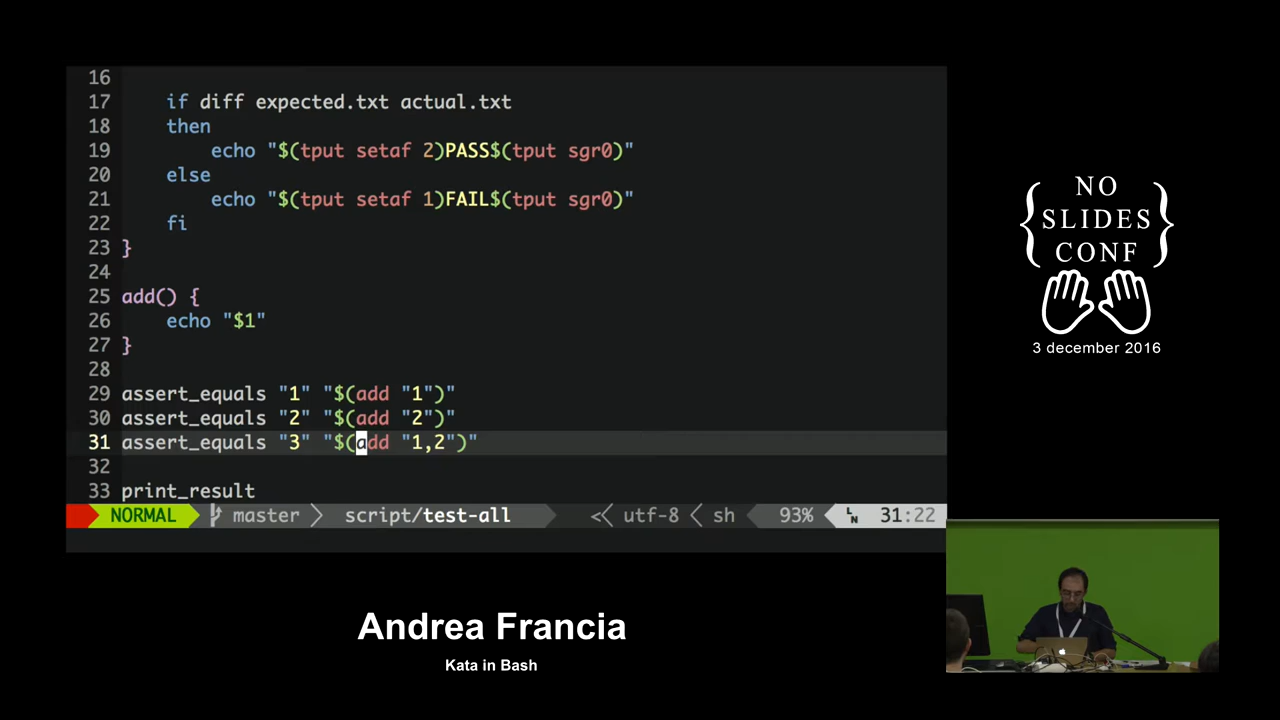 16
17 if diff expected.txt actual.txt
18 then
19 echo "$(tput setaf 2)PASS$(tput sgr0)"
20 else
21 echo "$(tput setaf 1)FAIL$(tput sgr0)"
22 fi
23 }
24
25 add() {
26 echo "$1"
27 }
28
29 assert_equals "1" "$(add "1")"
30 assert_equals "2" "$(add "2")"
31 assert_equals "3" "$(add "1,2")"
32
33 print_result
NORMAL master script/test-all utf-8 sh 93% LN 31:22
{ NO
SLIDES
CONF }
3 december 2016
Andrea Francia
Kata in Bash